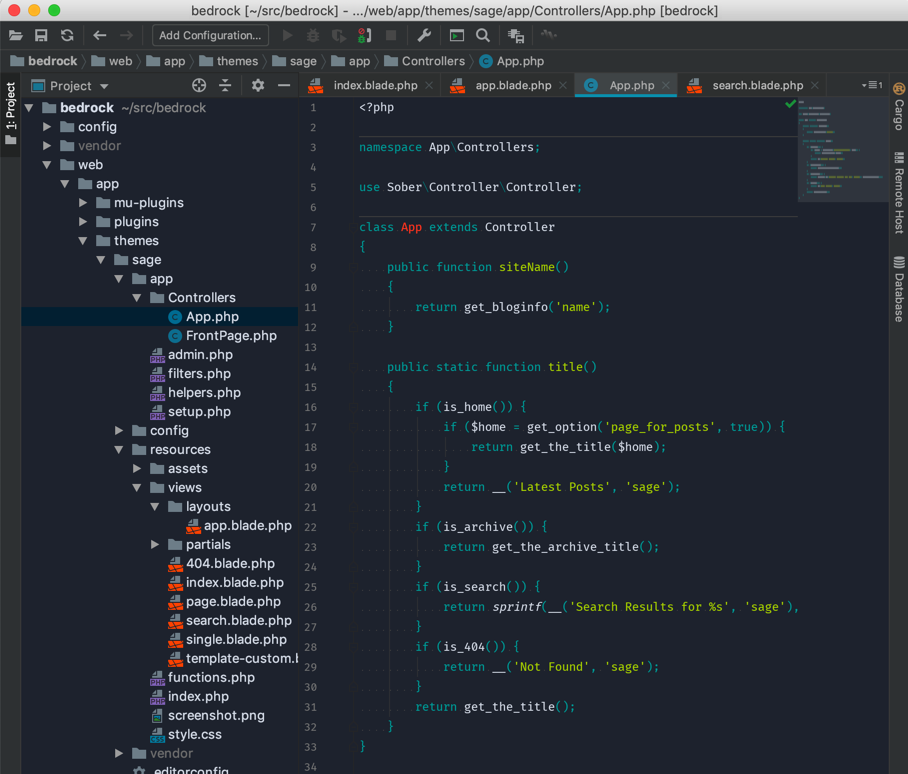 bedrock [~/src/bedrock] - .../web/app/themes/sage/app/Controllers/App.php [bedrock]
Add Configuration...
bedrock web app themes sage app Controllers App.php
1: Project
Project
bedrock ~/src/bedrock
config
vendor
web
app
mu-plugins
plugins
themes
sage
app
Controllers
App.php
FrontPage.php
admin.php
filters.php
helpers.php
setup.php
config
resources
assets
views
layouts
app.blade.php
partials
404.blade.php
index.blade.php
page.blade.php
search.blade.php
single.blade.php
template-custom.b
functions.php
index.php
screenshot.png
style.css
vendor
.editorconfig
index.blade.php app.blade.php App.php search.blade.php 1
1 <?php
2
3 namespace App\Controllers;
4
5 use Sober\Controller\Controller;
6
7 class App extends Controller
8 {
9 public function siteName()
10 {
11 return get_bloginfo('name');
12 }
13
14 public static function title()
15 {
16 if (is_home()) {
17 if ($home = get_option('page_for_posts', true)) {
18 return get_the_title($home);
19 }
20 return __('Latest Posts', 'sage');
21 }
22 if (is_archive()) {
23 return get_the_archive_title();
24 }
25 if (is_search()) {
26 return sprintf(__('Search Results for %s', 'sage'),
27 }
28 if (is_404()) {
29 return __('Not Found', 'sage');
30 }
31 return get_the_title();
32 }
33 }
34
Cargo
Remote Host
Database